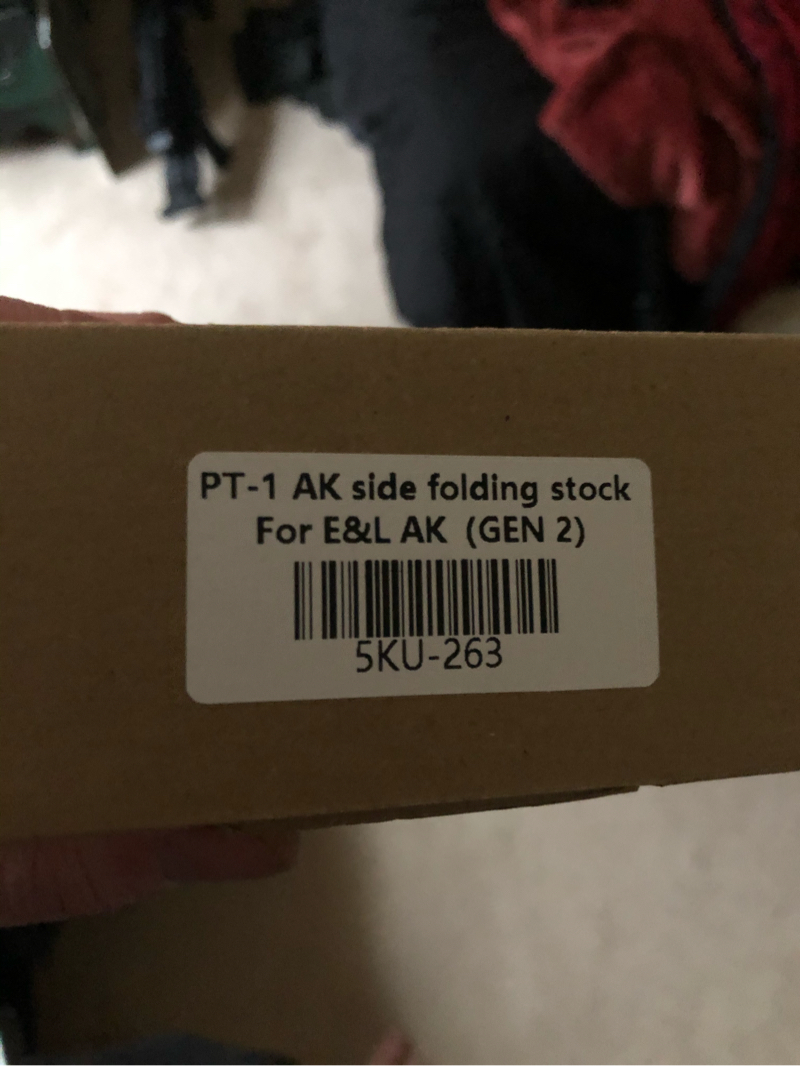 PT-1 AK side folding stock
For E&L AK (GEN 2)
5KU-263